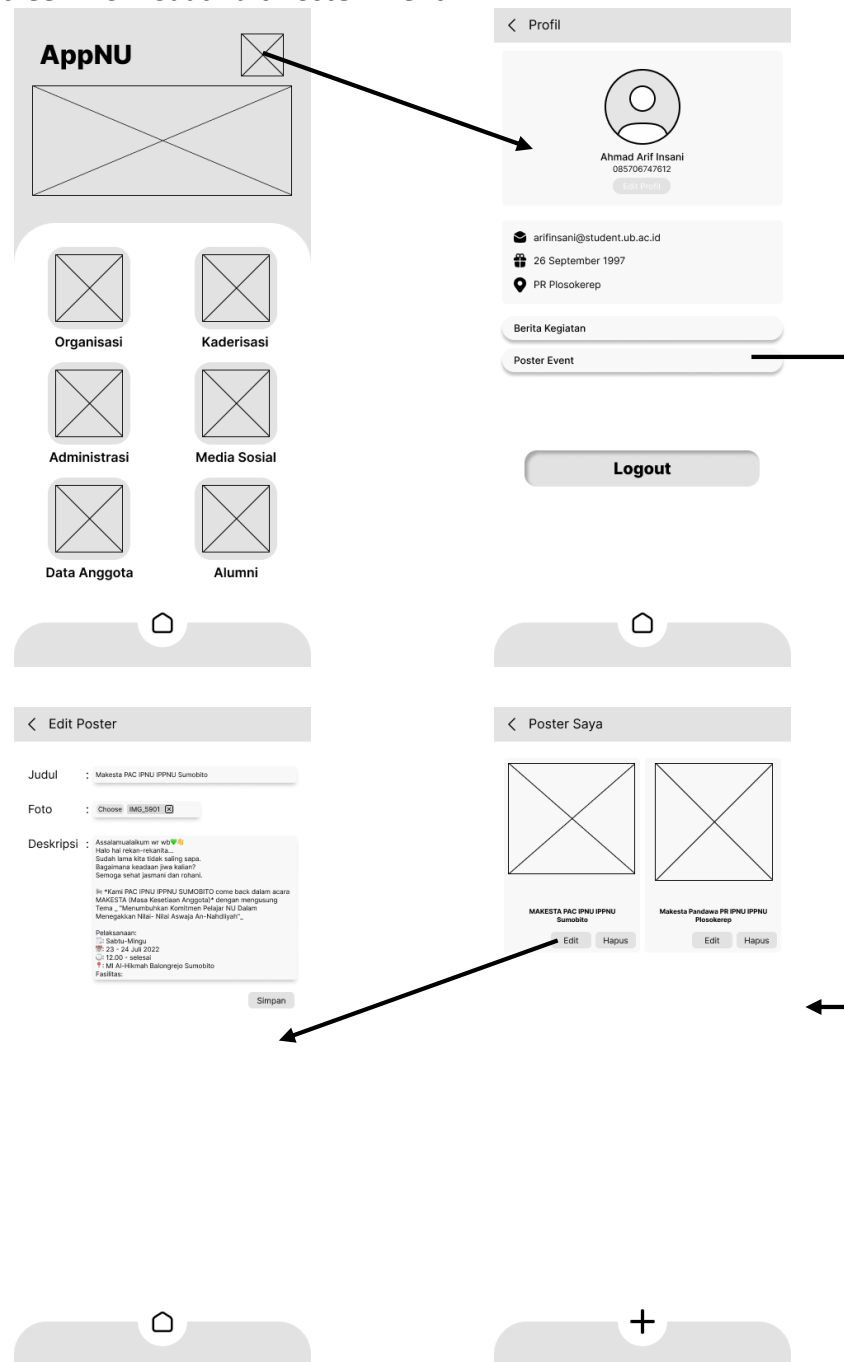 AppNU
Organisasi
Kaderisasi
Administrasi
Media Sosial
Data Anggota
Alumni
Profil
Ahmad Arif Insani
085706747612
Edit Profil
arifinsani@student.ub.ac.id
26 September 1997
PR Plosokerep
Berita Kegiatan
Poster Event
Logout
Edit Poster
Judul : Makesta PAC IPNU IPPNU Sumobito
Foto : Choose IMG_5901
Deskripsi : Assalamualaikum wr wb💚👏
Halo hai rekan-rekanita...
Sudah lama kita tidak saling sapa.
Bagaimana keadaan jiwa kalian?
Semoga sehat jasmani dan rohani.
*Kami PAC IPNU IPPNU SUMOBITO come back dalam acara
MAKESTA (Masa Kesetiaan Anggota)* dengan mengusung
Tema _ "Menumbuhkan Komitmen Pelajar NU Dalam
Menegakkan Nilai- Nilai Aswaja An-Nahdliyah"_
Pelaksanaan:
: Sabtu-Mingu
: 23 - 24 Juli 2022
: 12.00 - selesai
📍: MI Al-Hikmah Balongrejo Sumobito
Fasilitas:
Simpan
Poster Saya
MAKESTA PAC IPNU IPPNU
Sumobito
Edit Hapus
Makesta Pandawa PR IPNU IPPNU
Plosokerep
Edit Hapus